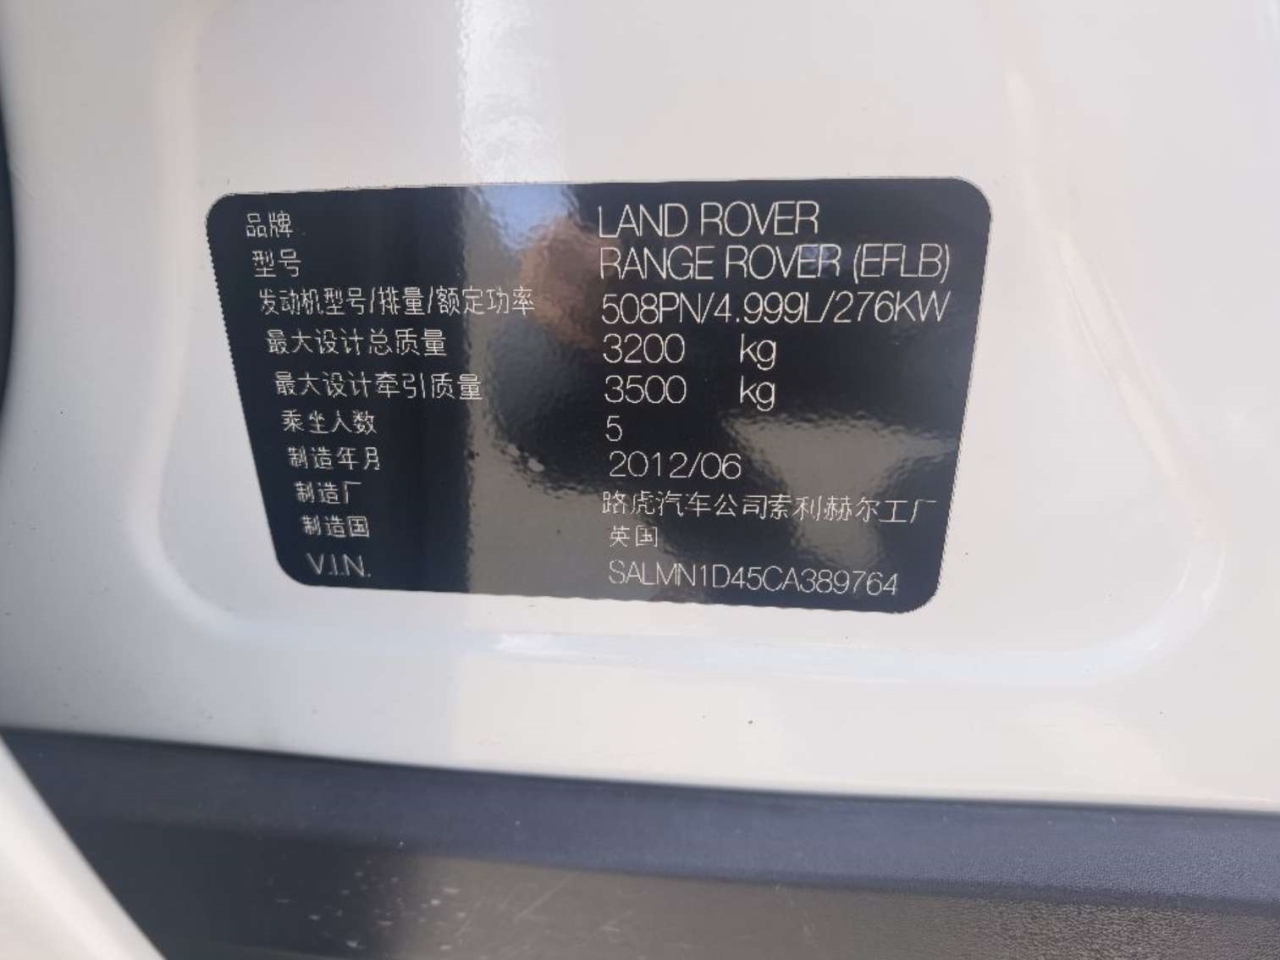 品牌 LAND ROVER
型号 RANGE ROVER (EFLB)
发动机型号/排量/额定功率 508PN/4.999L/276KW
最大设计总质量 3200 kg
最大设计牵引质量 3500 kg
乘坐人数 5
制造年月 2012/06
制造厂 路虎汽车公司索利赫尔工厂
制造国 英国
V.I.N. SALMN1D45CA389764